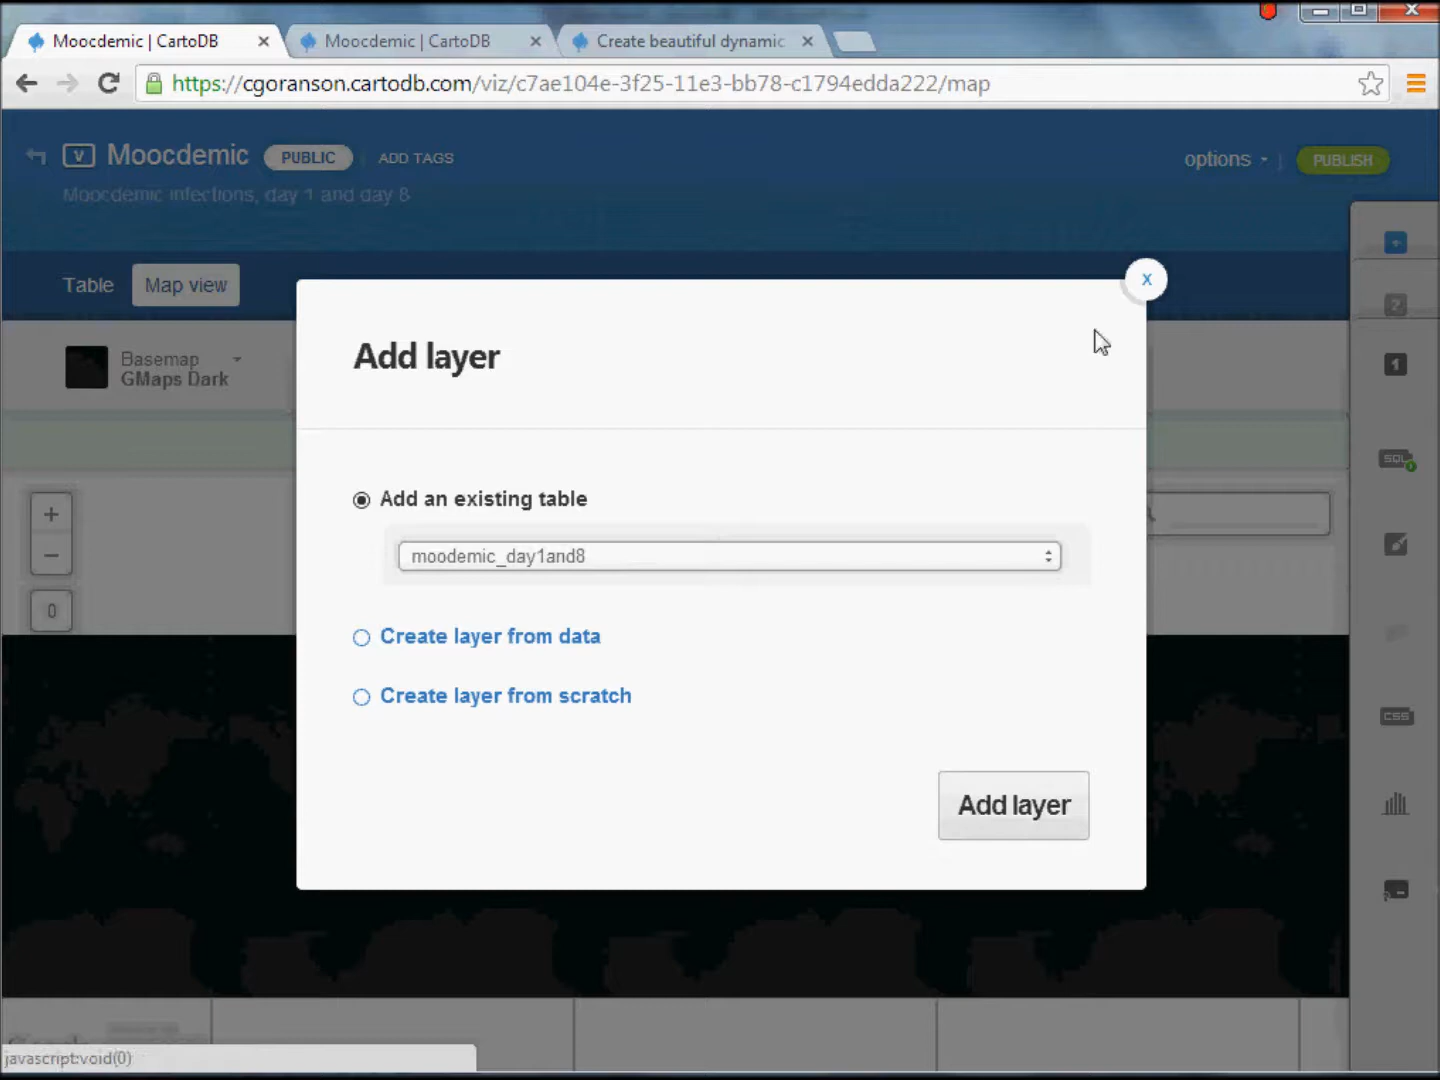 Moocdemic | CartoDB
Moocdemic | CartoDB
Create beautiful dynamic
https://cgoranson.cartodb.com/viz/c7ae104e-3f25-11e3-bb78-c1794edda222/map
V Moocdemic PUBLIC ADD TAGS
options
PUBLISH
Moocdemic infections, day 1 and day 8
Table
Map view
2
1
x
Add layer
Basemap
GMaps Dark
SQL
Add an existing table
moodemic_day1and8
+
−
0
Create layer from data
Create layer from scratch
CSS
Add layer
javascript:void(0)